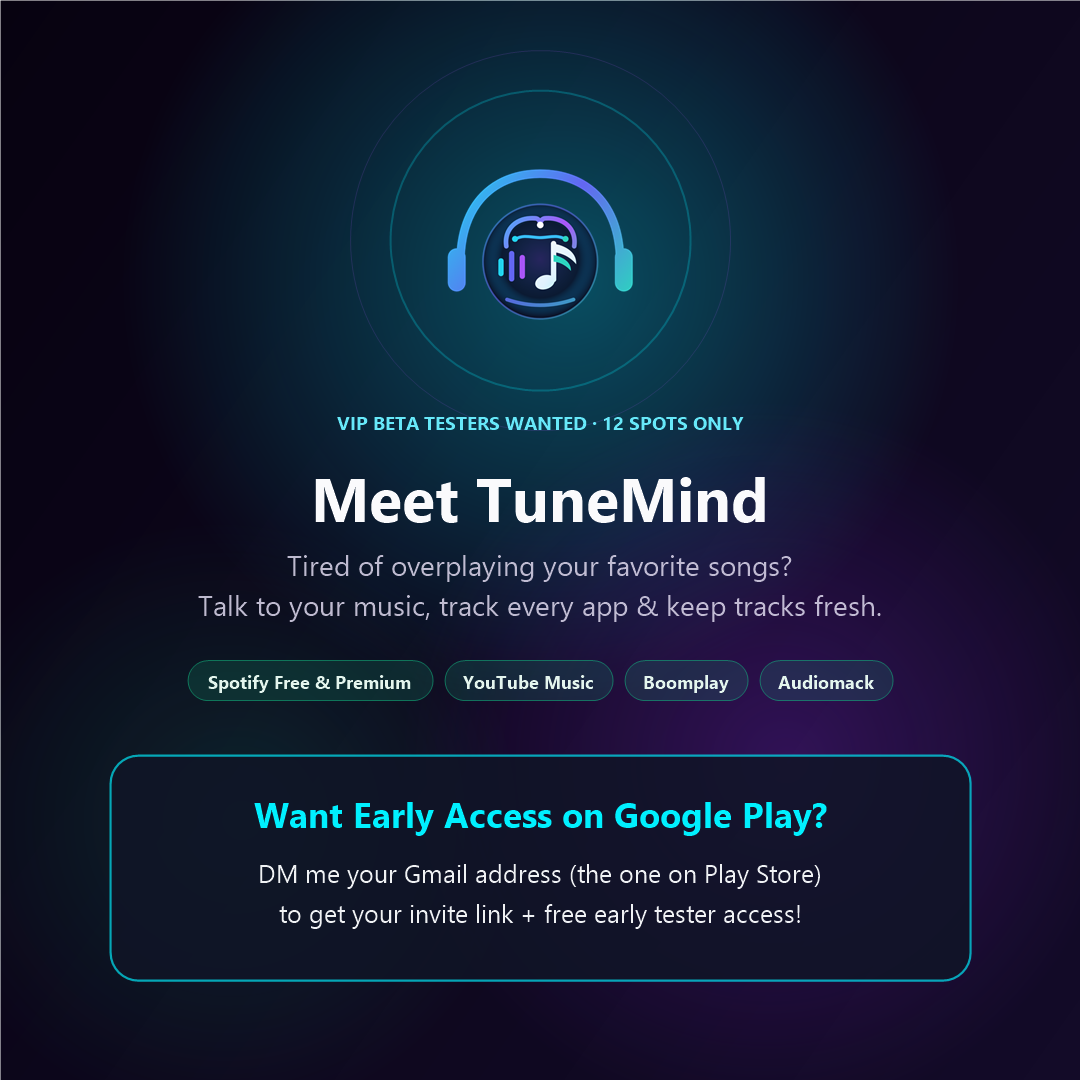 VIP BETA TESTERS WANTED · 12 SPOTS ONLY
Meet TuneMind
Tired of overplaying your favorite songs?
Talk to your music, track every app & keep tracks fresh.
Spotify Free & Premium YouTube Music Boomplay Audiomack
Want Early Access on Google Play?
DM me your Gmail address (the one on Play Store)
to get your invite link + free early tester access!